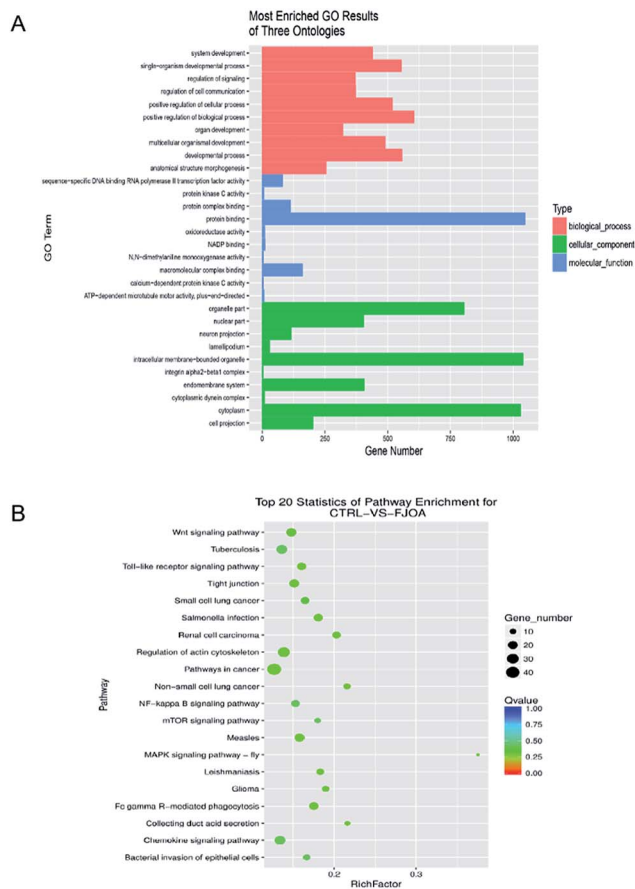 A
Most Enriched GO Results
of Three Ontologies
GO Term
system development
single-organism developmental process
regulation of signaling
regulation of cell communication
positive regulation of cellular process
positive regulation of biological process
organ development
multicellular organismal development
developmental process
anatomical structure morphogenesis
sequence-specific DNA binding RNA polymerase II transcription factor activity
protein kinase C activity
protein complex binding
protein binding
oxidoreductase activity
NADP binding
N,N-dimethylaniline monooxygenase activity
macromolecular complex binding
calcium-dependent protein kinase C activity
ATP-dependent microtubule motor activity, plus-end-directed
organelle part
nuclear part
neuron projection
lamellipodium
intracellular membrane-bounded organelle
integrin alpha2-beta1 complex
endomembrane system
cytoplasmic dynein complex
cytoplasm
cell projection
0 250 500 750 1000
Gene Number
Type
biological_process
cellular_component
molecular_function
B
Top 20 Statistics of Pathway Enrichment for
CTRL-VS-FJOA
Pathway
Wnt signaling pathway
Tuberculosis
Toll-like receptor signaling pathway
Tight junction
Small cell lung cancer
Salmonella infection
Renal cell carcinoma
Regulation of actin cytoskeleton
Pathways in cancer
Non-small cell lung cancer
NF-kappa B signaling pathway
mTOR signaling pathway
Measles
MAPK signaling pathway - fly
Leishmaniasis
Glioma
Fc gamma R-mediated phagocytosis
Collecting duct acid secretion
Chemokine signaling pathway
Bacterial invasion of epithelial cells
0.2 0.3
RichFactor
Gene_number
10
20
30
40
Qvalue
1.00
0.75
0.50
0.25
0.00